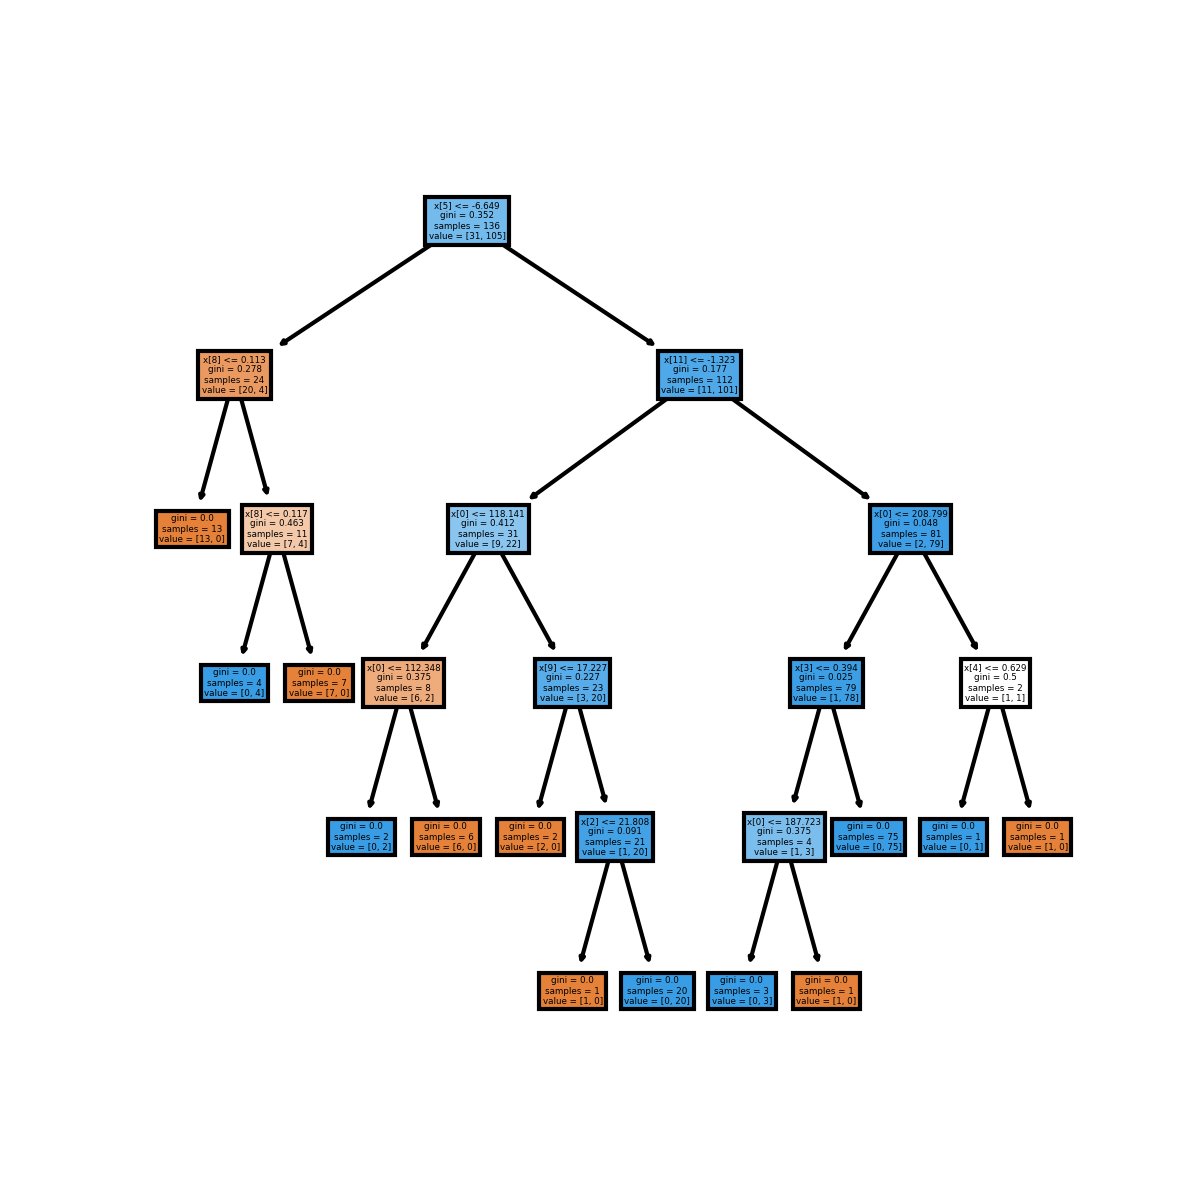 x[5] <= -6.649
gini = 0.352
samples = 136
value = [31, 105]
x[8] <= 0.113
gini = 0.278
samples = 24
value = [20, 4]
x[11] <= -1.323
gini = 0.177
samples = 112
value = [11, 101]
gini = 0.0
samples = 13
value = [13, 0]
x[8] <= 0.117
gini = 0.463
samples = 11
value = [7, 4]
x[0] <= 118.141
gini = 0.412
samples = 31
value = [9, 22]
x[0] <= 208.799
gini = 0.048
samples = 81
value = [2, 79]
gini = 0.0
samples = 4
value = [0, 4]
gini = 0.0
samples = 7
value = [7, 0]
x[0] <= 112.348
gini = 0.375
samples = 8
value = [6, 2]
x[9] <= 17.227
gini = 0.227
samples = 23
value = [3, 20]
x[3] <= 0.394
gini = 0.025
samples = 79
value = [1, 78]
x[4] <= 0.629
gini = 0.5
samples = 2
value = [1, 1]
gini = 0.0
samples = 2
value = [0, 2]
gini = 0.0
samples = 6
value = [6, 0]
gini = 0.0
samples = 2
value = [2, 0]
x[2] <= 21.808
gini = 0.091
samples = 21
value = [1, 20]
x[0] <= 187.723
gini = 0.375
samples = 4
value = [1, 3]
gini = 0.0
samples = 75
value = [0, 75]
gini = 0.0
samples = 1
value = [0, 1]
gini = 0.0
samples = 1
value = [1, 0]
gini = 0.0
samples = 1
value = [1, 0]
gini = 0.0
samples = 20
value = [0, 20]
gini = 0.0
samples = 3
value = [0, 3]
gini = 0.0
samples = 1
value = [1, 0]